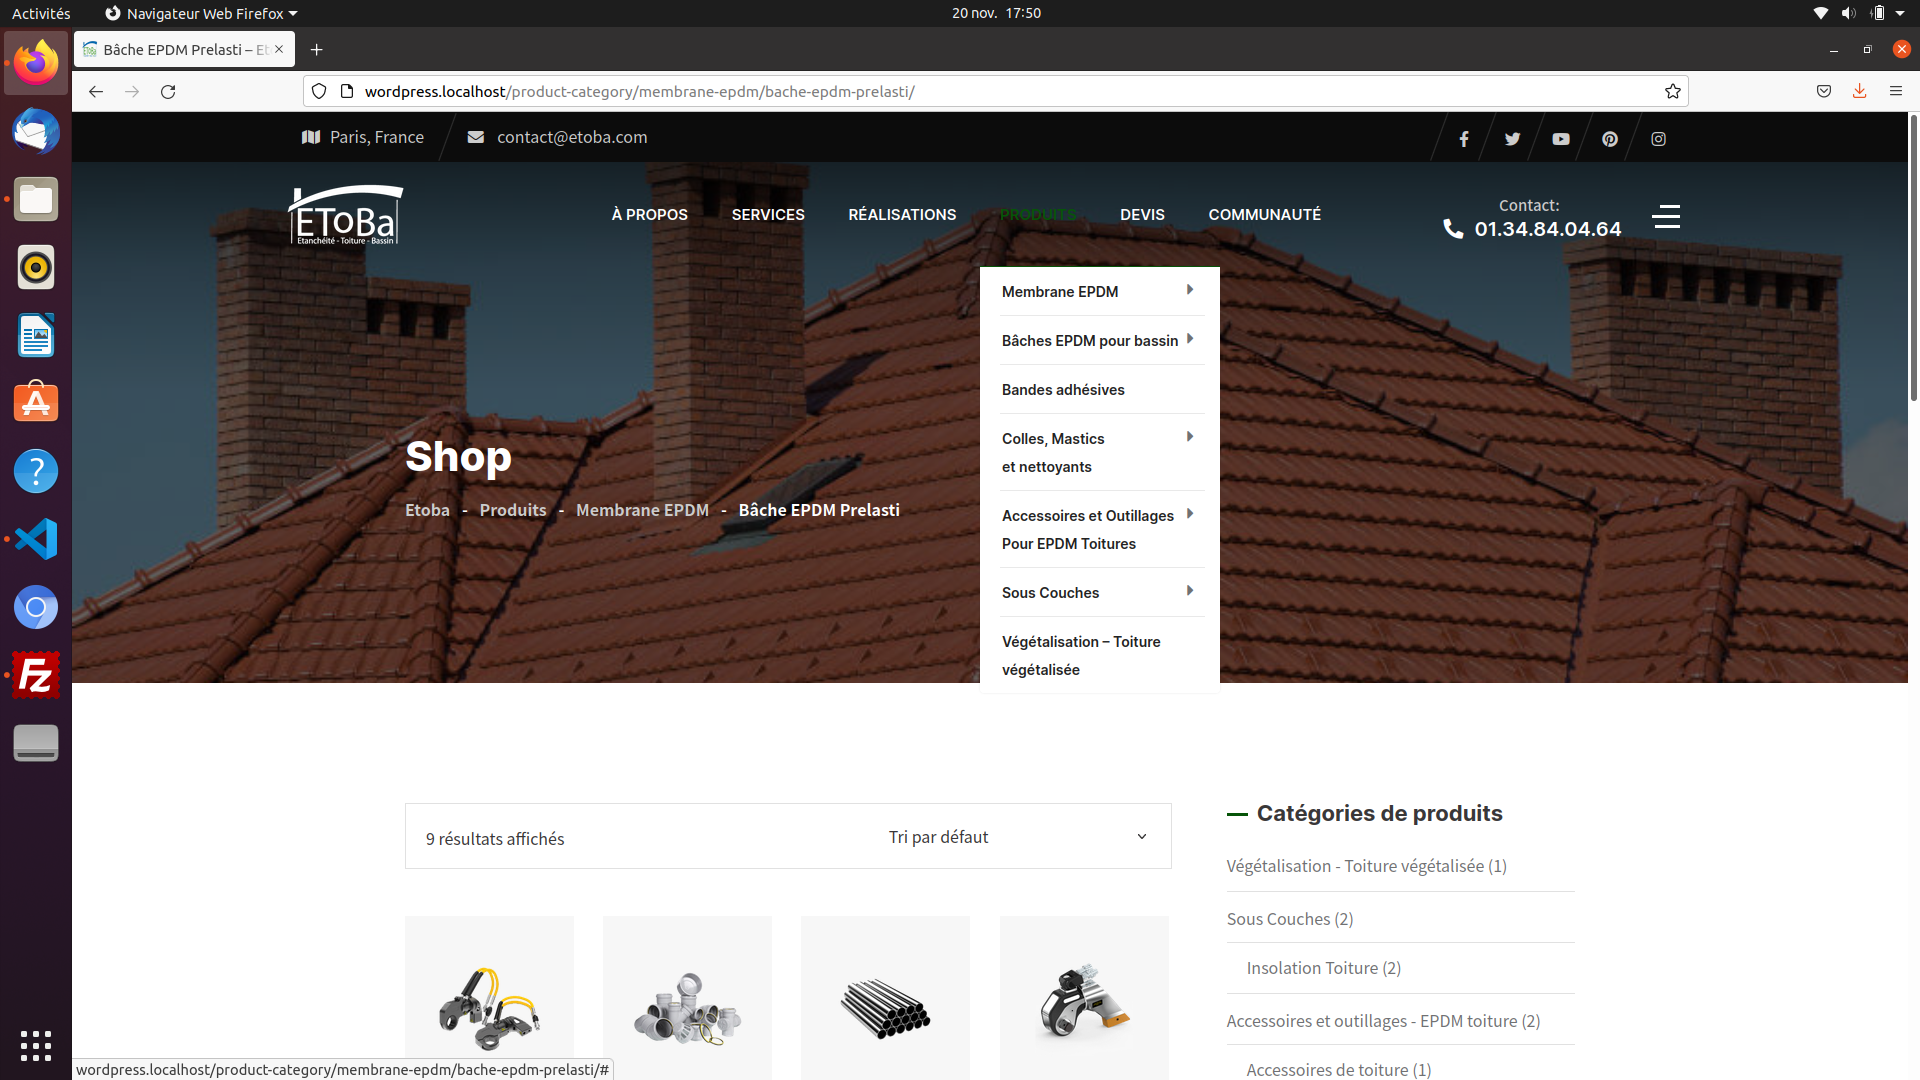 Activités
Navigateur Web Firefox
20 nov. 17:50
Bâche EPDM Prelasti – Et
wordpress.localhost/product-category/membrane-epdm/bache-epdm-prelasti/
Paris, France
contact@etoba.com
EToBa
Etanchéité - Toiture - Bassin
À PROPOS
SERVICES
RÉALISATIONS
PRODUITS
DEVIS
COMMUNAUTÉ
Contact:
01.34.84.04.64
Membrane EPDM
Bâches EPDM pour bassin
Bandes adhésives
Colles, Mastics
et nettoyants
Accessoires et Outillages
Pour EPDM Toitures
Sous Couches
Végétalisation – Toiture
végétalisée
Shop
Etoba - Produits - Membrane EPDM - Bâche EPDM Prelasti
9 résultats affichés
Tri par défaut
Catégories de produits
Végétalisation - Toiture végétalisée (1)
Sous Couches (2)
Insolation Toiture (2)
Accessoires et outillages - EPDM toiture (2)
Accessoires de toiture (1)
wordpress.localhost/product-category/membrane-epdm/bache-epdm-prelasti/#